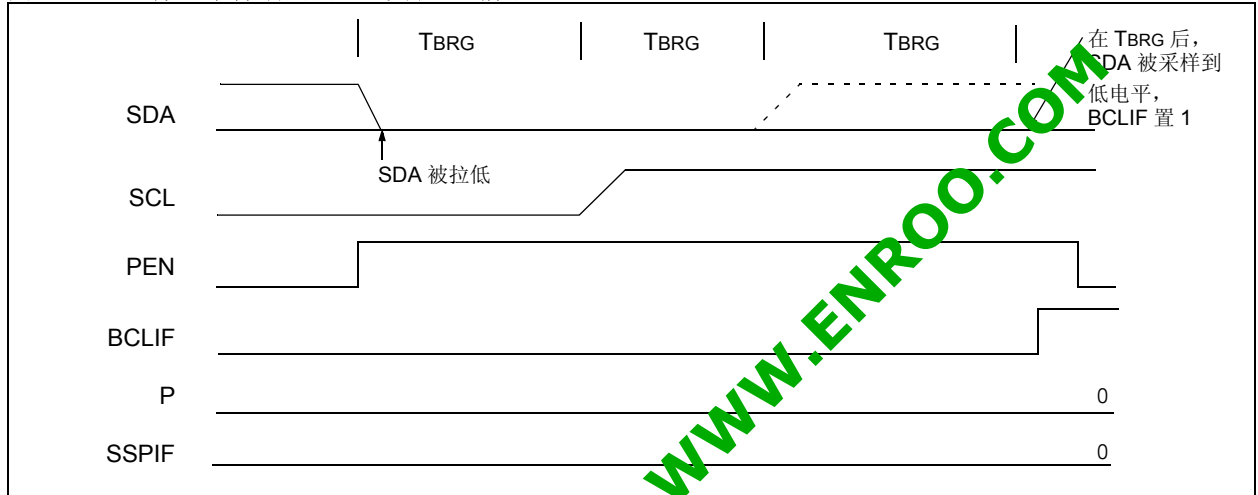 TBRG TBRG TBRG
在 TBRG 后，
SDA 被采样到
低电平，
BCLIF 置 1
SDA
SDA 被拉低
SCL
PEN
BCLIF
P 0
SSPIF 0
WWW.ENROO.COM